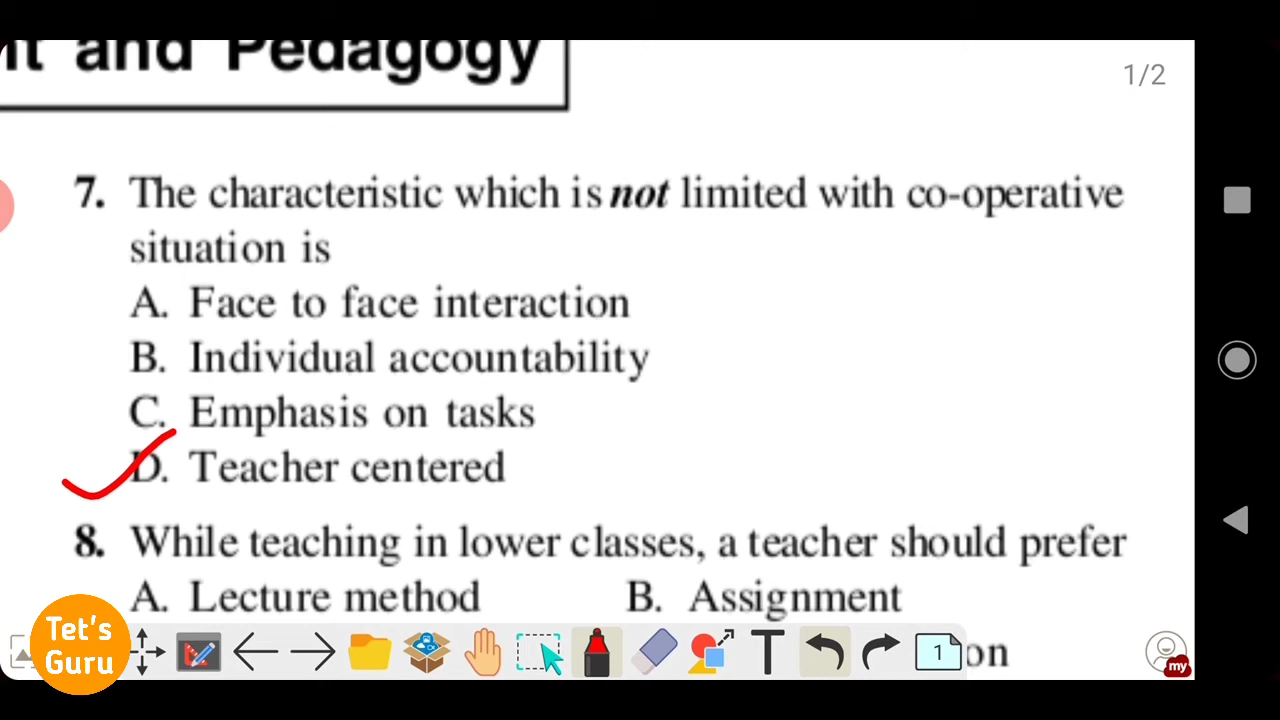 nt and Pedagogy
1/2
7. The characteristic which is not limited with co-operative
situation is
A. Face to face interaction
B. Individual accountability
C. Emphasis on tasks
D. Teacher centered
8. While teaching in lower classes, a teacher should prefer
A. Lecture method B. Assignment
on
Tet's
Guru
T
1
my